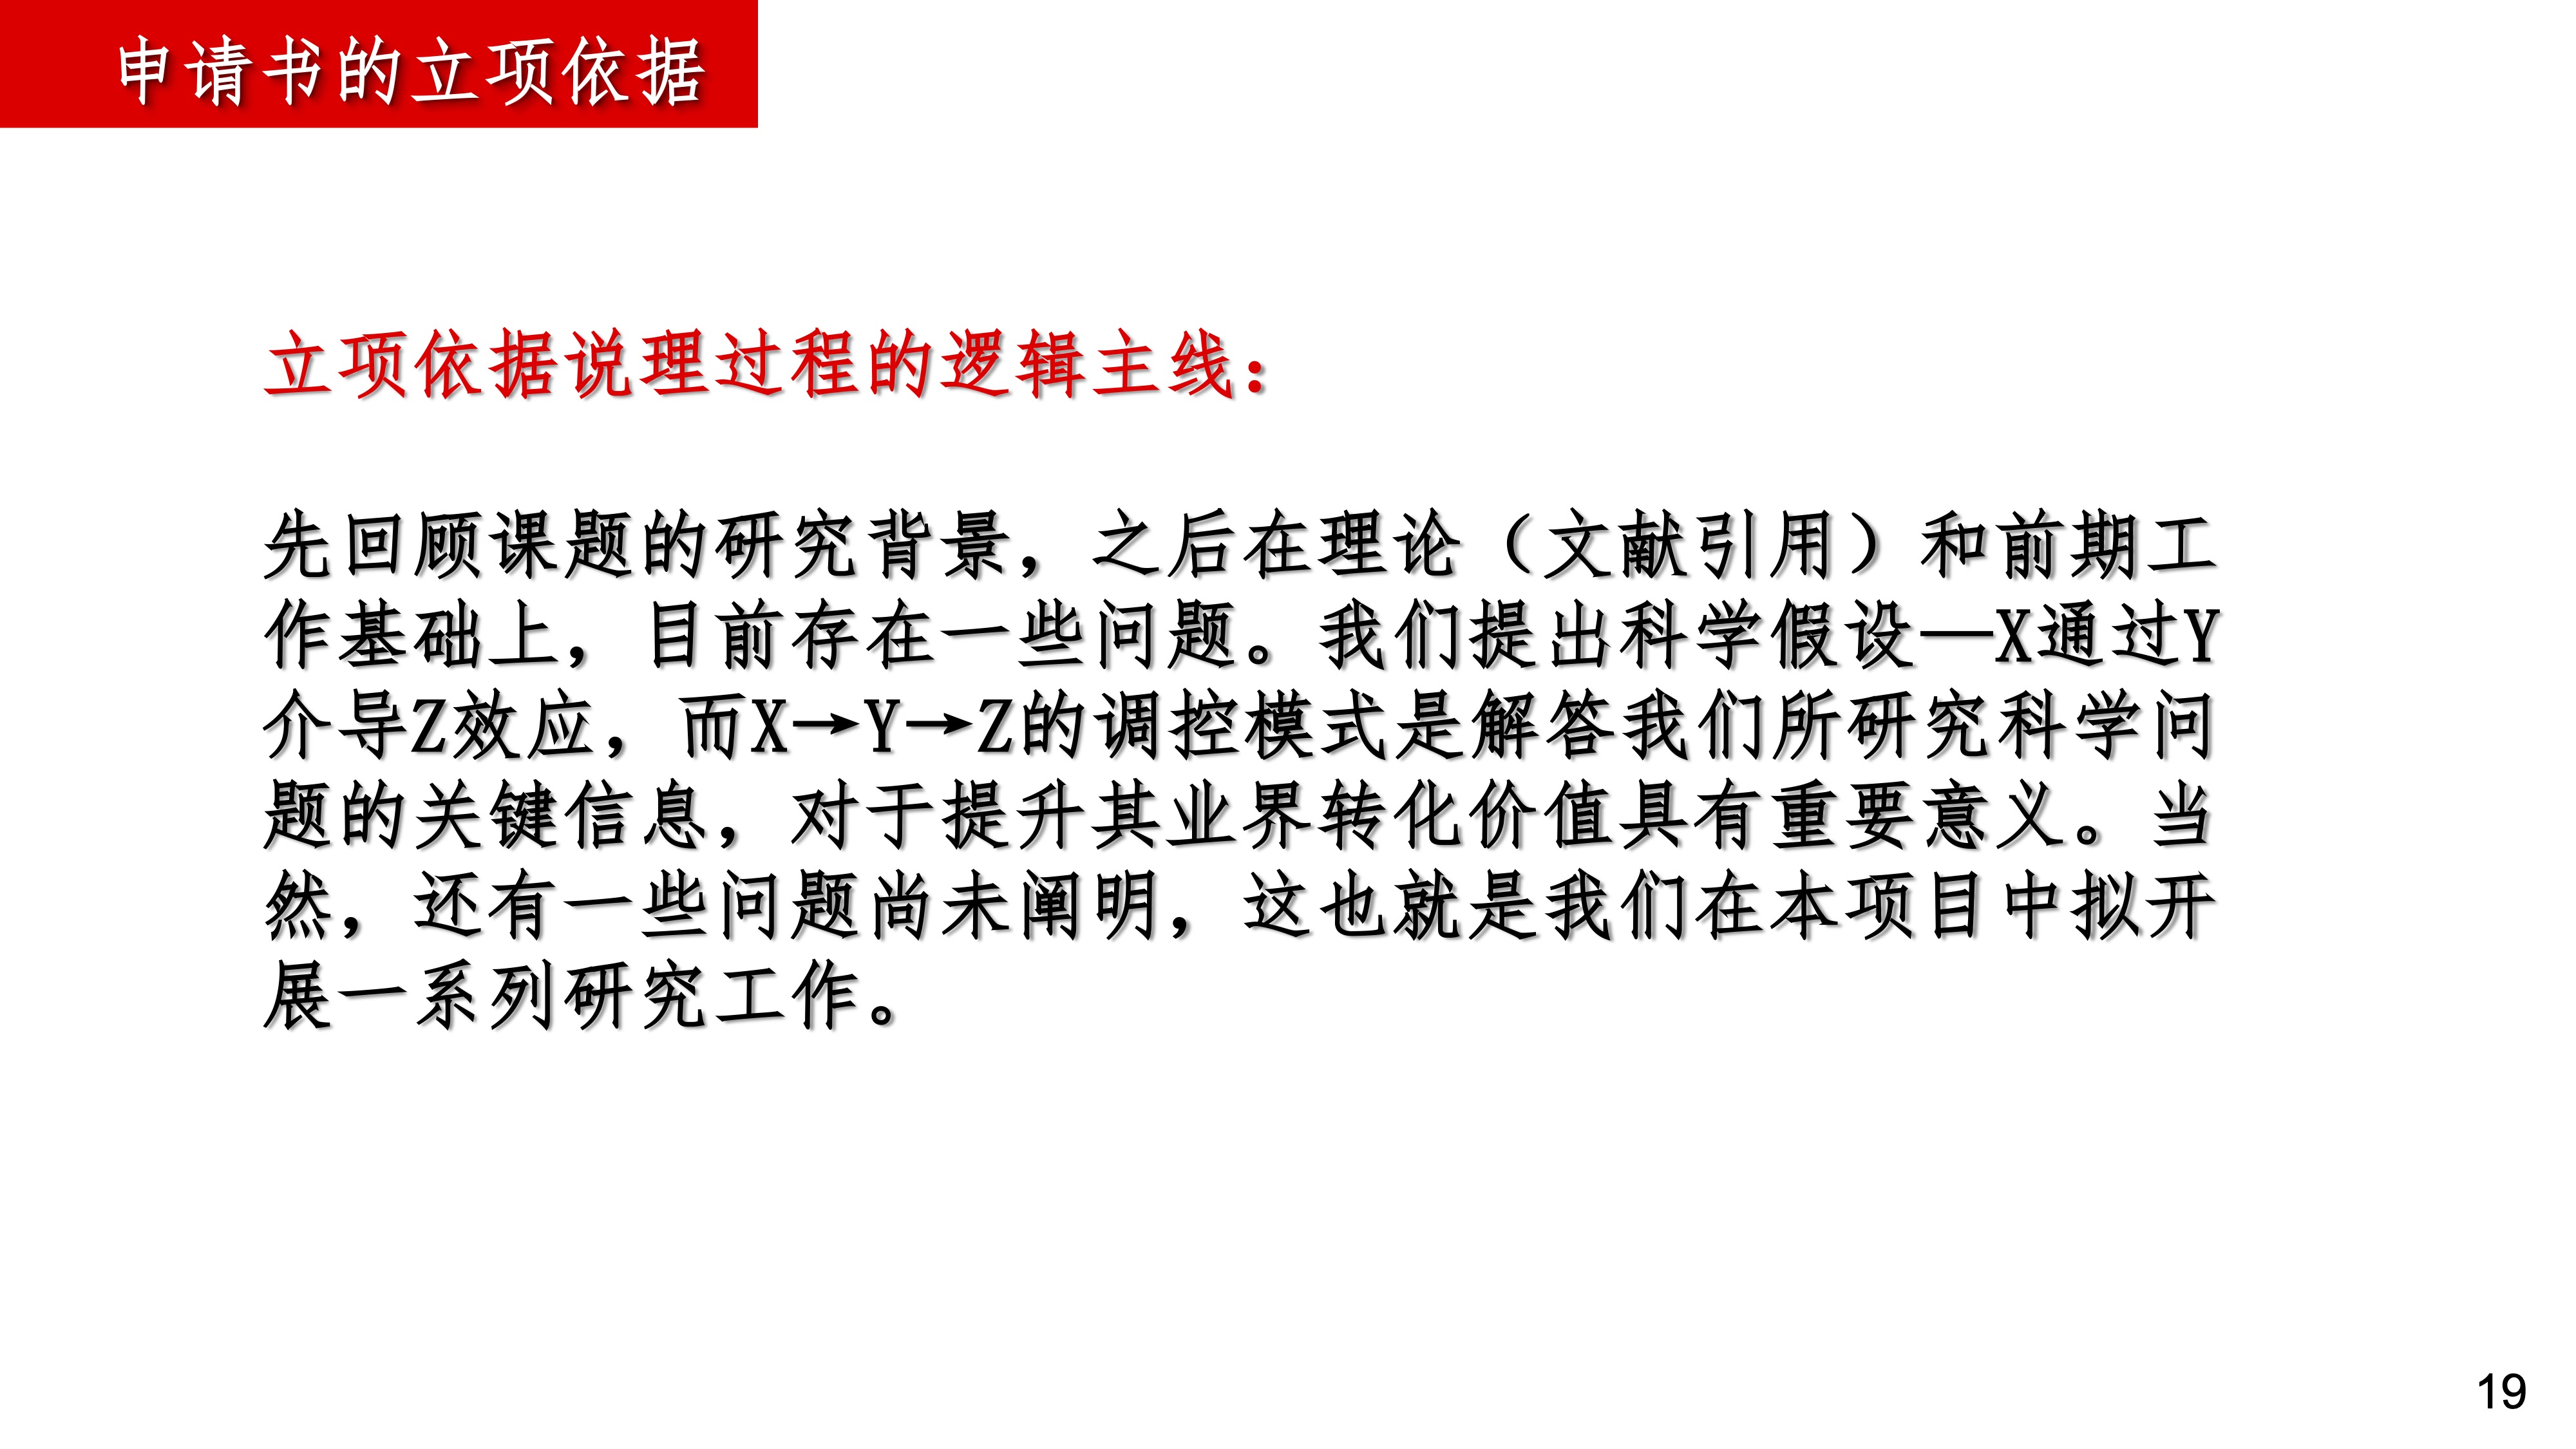 申请书的立项依据
立项依据说理过程的逻辑主线：
先回顾课题的研究背景，之后在理论（文献引用）和前期工
作基础上，目前存在一些问题。我们提出科学假设—X通过Y
介导Z效应，而X→Y→Z的调控模式是解答我们所研究科学问
题的关键信息，对于提升其业界转化价值具有重要意义。当
然，还有一些问题尚未阐明，这也就是我们在本项目中拟开
展一系列研究工作。
19